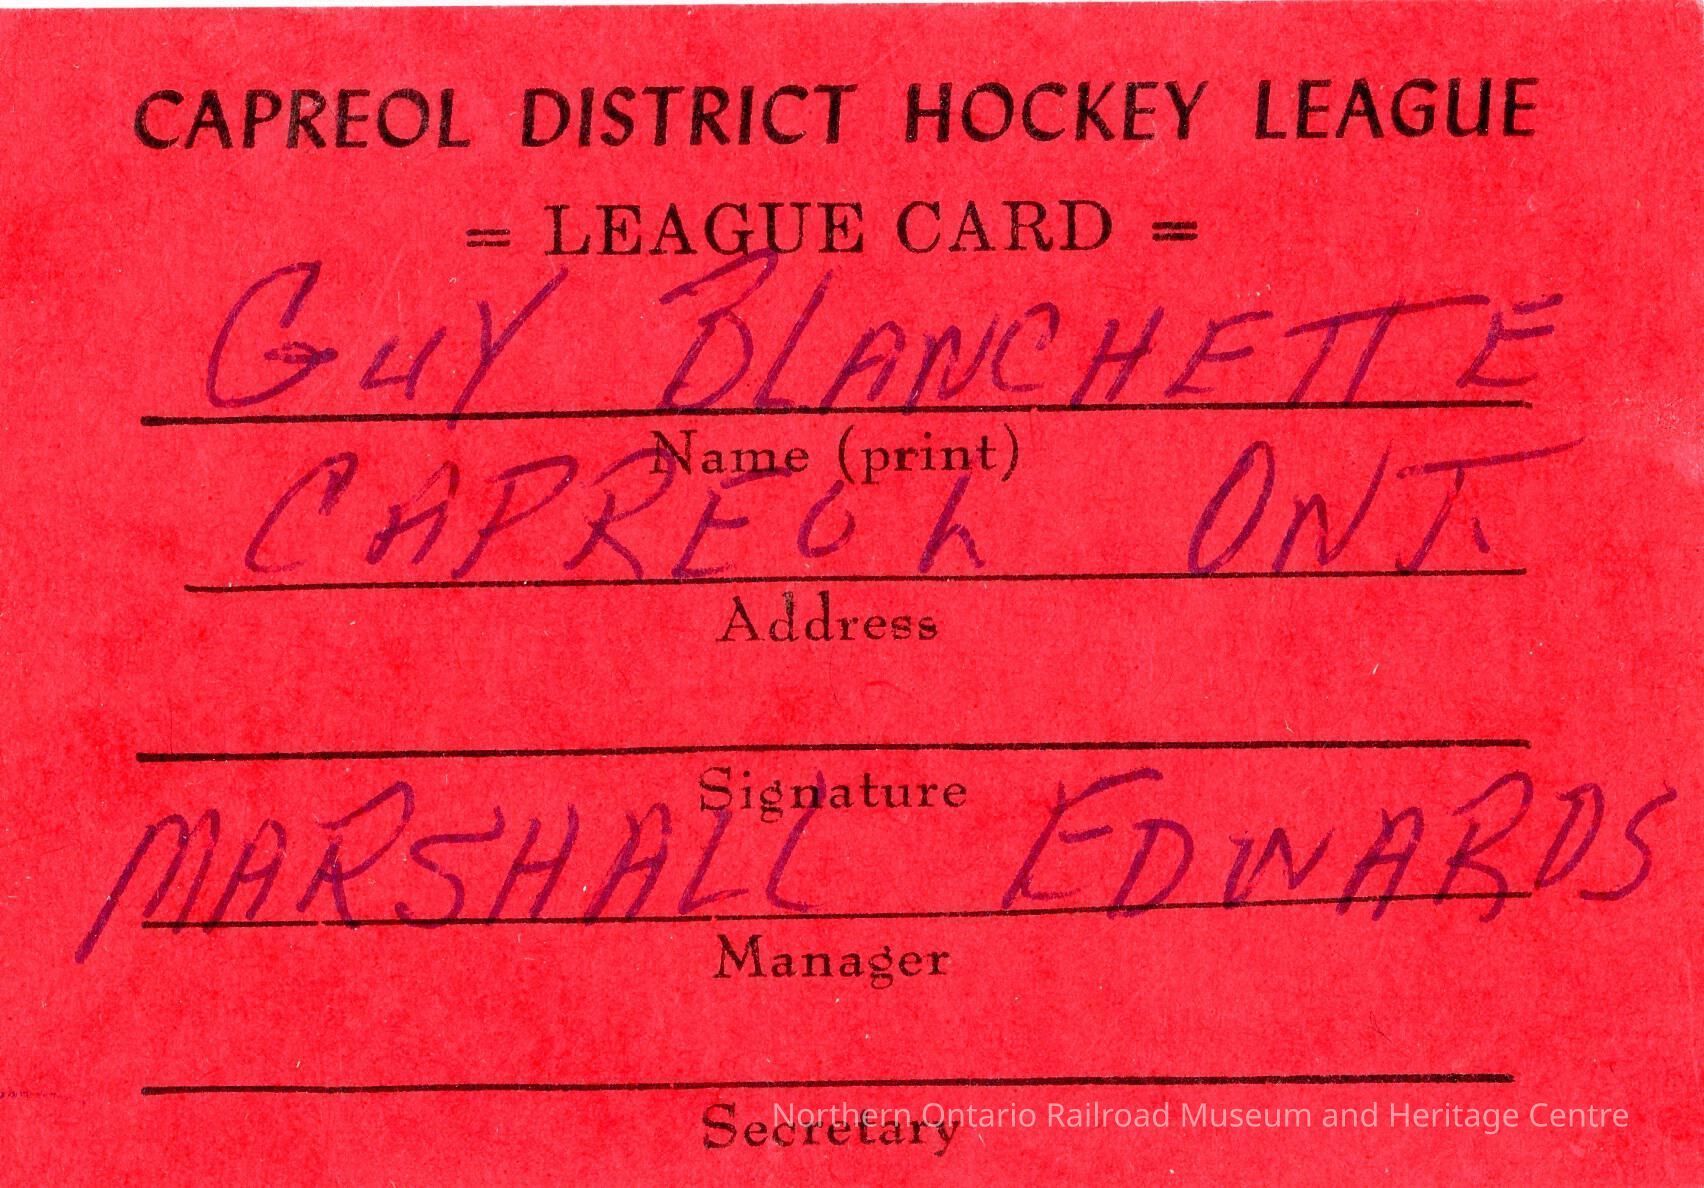 CAPREOL DISTRICT HOCKEY LEAGUE
= LEAGUE CARD =
GUY BLANCHETTE
Name (print)
CAPREOL ONT.
Address
Signature
MARSHALL EDWARDS
Manager
Secretary
Northern Ontario Railroad Museum and Heritage Centre